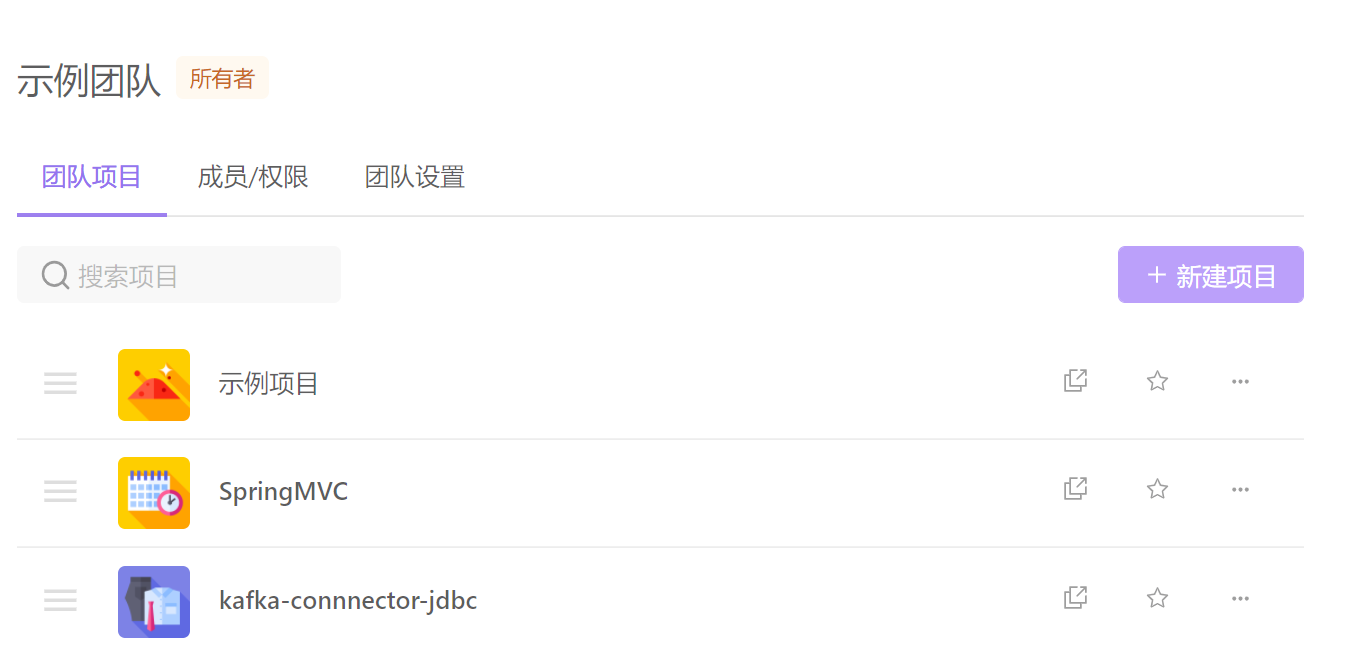 示例团队 所有者
团队项目 成员/权限 团队设置
搜索项目 + 新建项目
示例项目
SpringMVC
kafka-connnector-jdbc